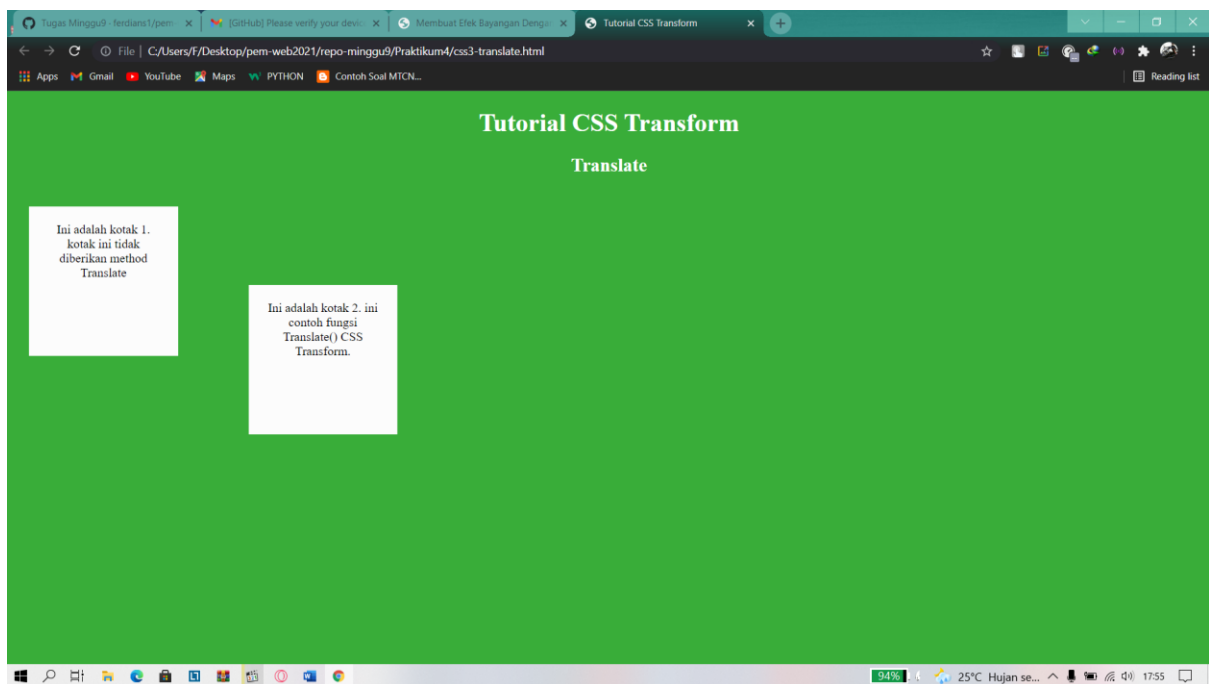 Tugas Minggu9 - ferdians1/pem-
[GitHub] Please verify your device
Membuat Efek Bayangan Dengan
Tutorial CSS Transform
File | C:/Users/F/Desktop/pem-web2021/repo-minggu9/Praktikum4/css3-translate.html
Apps Gmail YouTube Maps PYTHON Contoh Soal MTCN... Reading list
Tutorial CSS Transform
Translate
Ini adalah kotak 1.
kotak ini tidak
diberikan method
Translate
Ini adalah kotak 2. ini
contoh fungsi
Translate() CSS
Transform.
94% 25°C Hujan se... 17:55